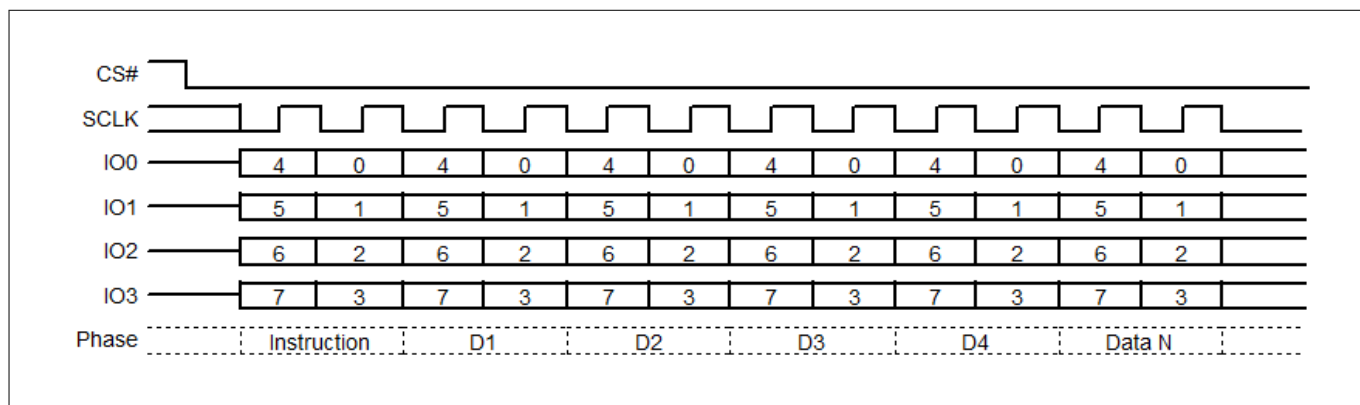 CS#
SCLK
IO0 4 0 4 0 4 0 4 0 4 0 4 0
IO1 5 1 5 1 5 1 5 1 5 1 5 1
IO2 6 2 6 2 6 2 6 2 6 2 6 2
IO3 7 3 7 3 7 3 7 3 7 3 7 3
Phase Instruction D1 D2 D3 D4 Data N